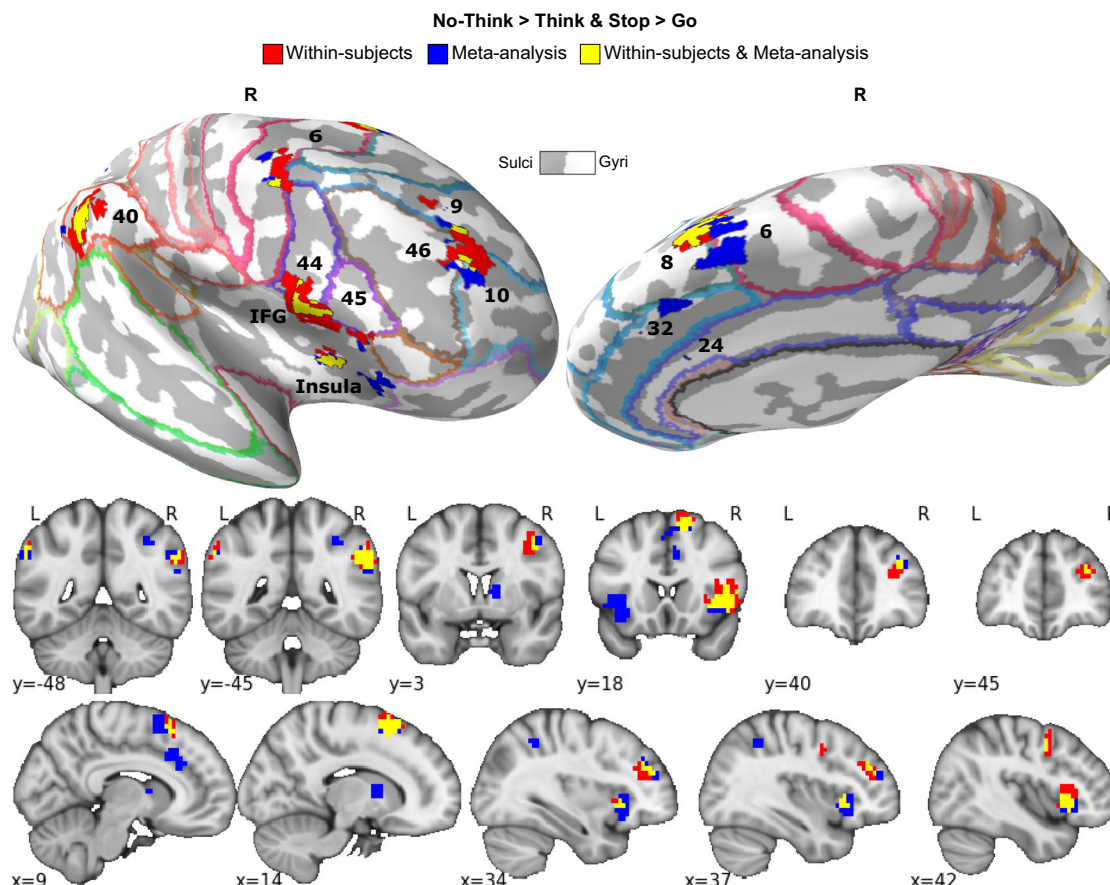 No-Think > Think & Stop > Go
Within-subjects Meta-analysis Within-subjects & Meta-analysis
R R
6
Sulci Gyri
40 9 46 44 45 10
IFG
Insula
6
8
32
24
L R L R L R L R L R L
y=-48 y=-45 y=3 y=18 y=40 y=45
x=9 x=14 x=34 x=37 x=42